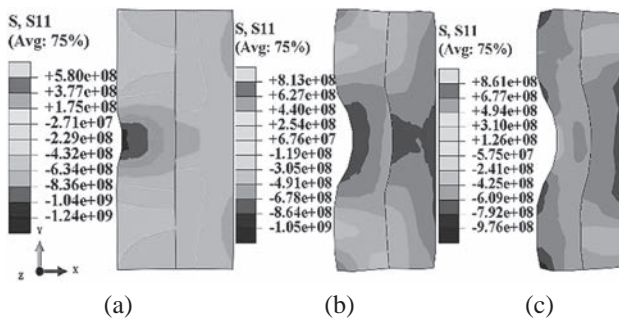 S, S11
(Avg: 75%)
+5.80e+08
+3.77e+08
+1.75e+08
-2.71e+07
-2.29e+08
-4.32e+08
-6.34e+08
-8.36e+08
-1.04e+09
-1.24e+09
Y
Z
X
(a)
S, S11
(Avg: 75%)
+8.13e+08
+6.27e+08
+4.40e+08
+2.54e+08
+6.76e+07
-1.19e+08
-3.05e+08
-4.91e+08
-6.78e+08
-8.64e+08
-1.05e+09
(b)
S, S11
(Avg: 75%)
+8.61e+08
+6.77e+08
+4.94e+08
+3.10e+08
+1.26e+08
-5.75e+07
-2.41e+08
-4.25e+08
-6.09e+08
-7.92e+08
-9.76e+08
(c)